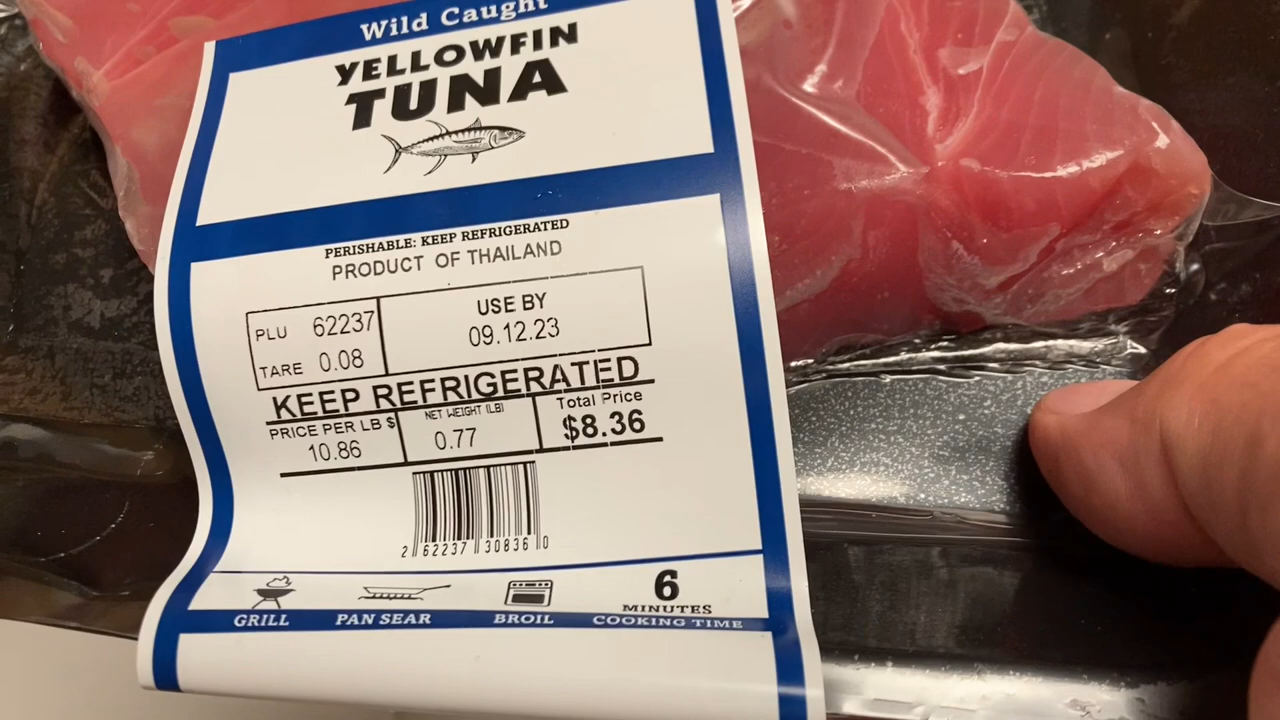 Wild Caught
YELLOWFIN
TUNA
PERISHABLE: KEEP REFRIGERATED
PRODUCT OF THAILAND
PLU 62237
TARE 0.08
USE BY
09.12.23
KEEP REFRIGERATED
PRICE PER LB $
10.86
NET WEIGHT (LB)
0.77
Total Price
$8.36
2 62237 30836 0
GRILL
PAN SEAR
BROIL
6
MINUTES
COOKING TIME